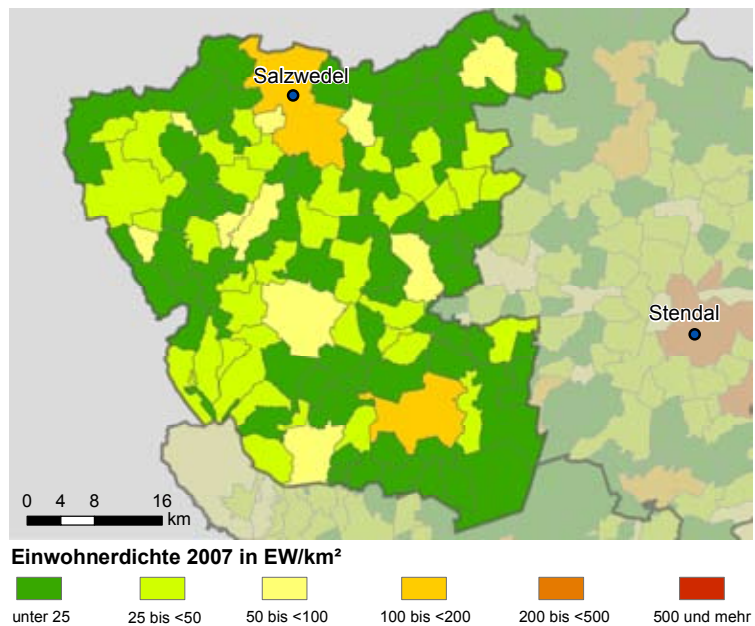 Salzwedel
Stendal
0 4 8 16
km
Einwohnerdichte 2007 in EW/km²
unter 25 25 bis <50 50 bis <100 100 bis <200 200 bis <500 500 und mehr